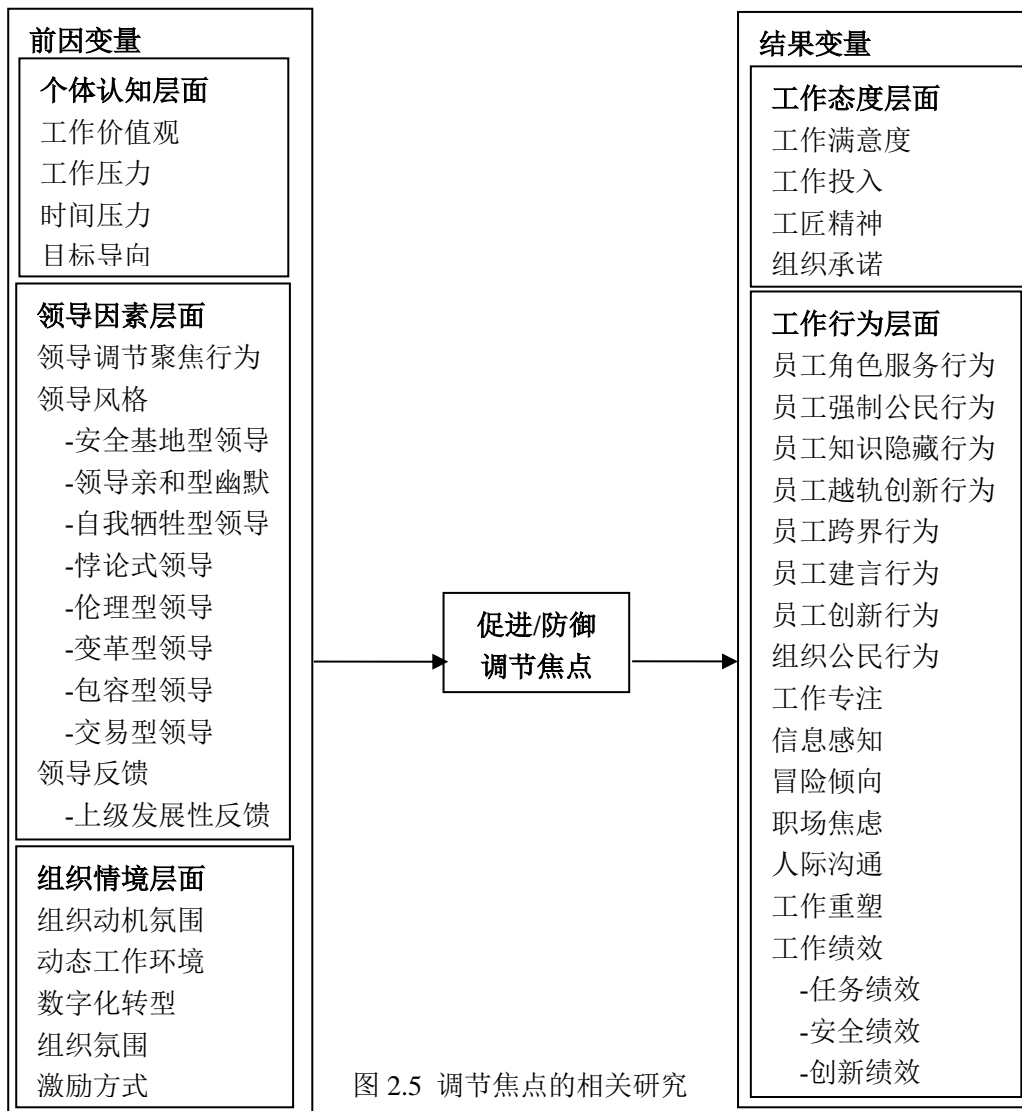 前因变量
个体认知层面
工作价值观
工作压力
时间压力
目标导向
领导因素层面
领导调节聚焦行为
领导风格
-安全基地型领导
-领导亲和型幽默
-自我牺牲型领导
-悖论式领导
-伦理型领导
-变革型领导
-包容型领导
-交易型领导
领导反馈
-上级发展性反馈
组织情境层面
组织动机氛围
动态工作环境
数字化转型
组织氛围
激励方式
促进/防御
调节焦点
结果变量
工作态度层面
工作满意度
工作投入
工匠精神
组织承诺
工作行为层面
员工角色服务行为
员工强制公民行为
员工知识隐藏行为
员工越轨创新行为
员工跨界行为
员工建言行为
员工创新行为
组织公民行为
工作专注
信息感知
冒险倾向
职场焦虑
人际沟通
工作重塑
工作绩效
-任务绩效
-安全绩效
-创新绩效
图 2.5 调节焦点的相关研究